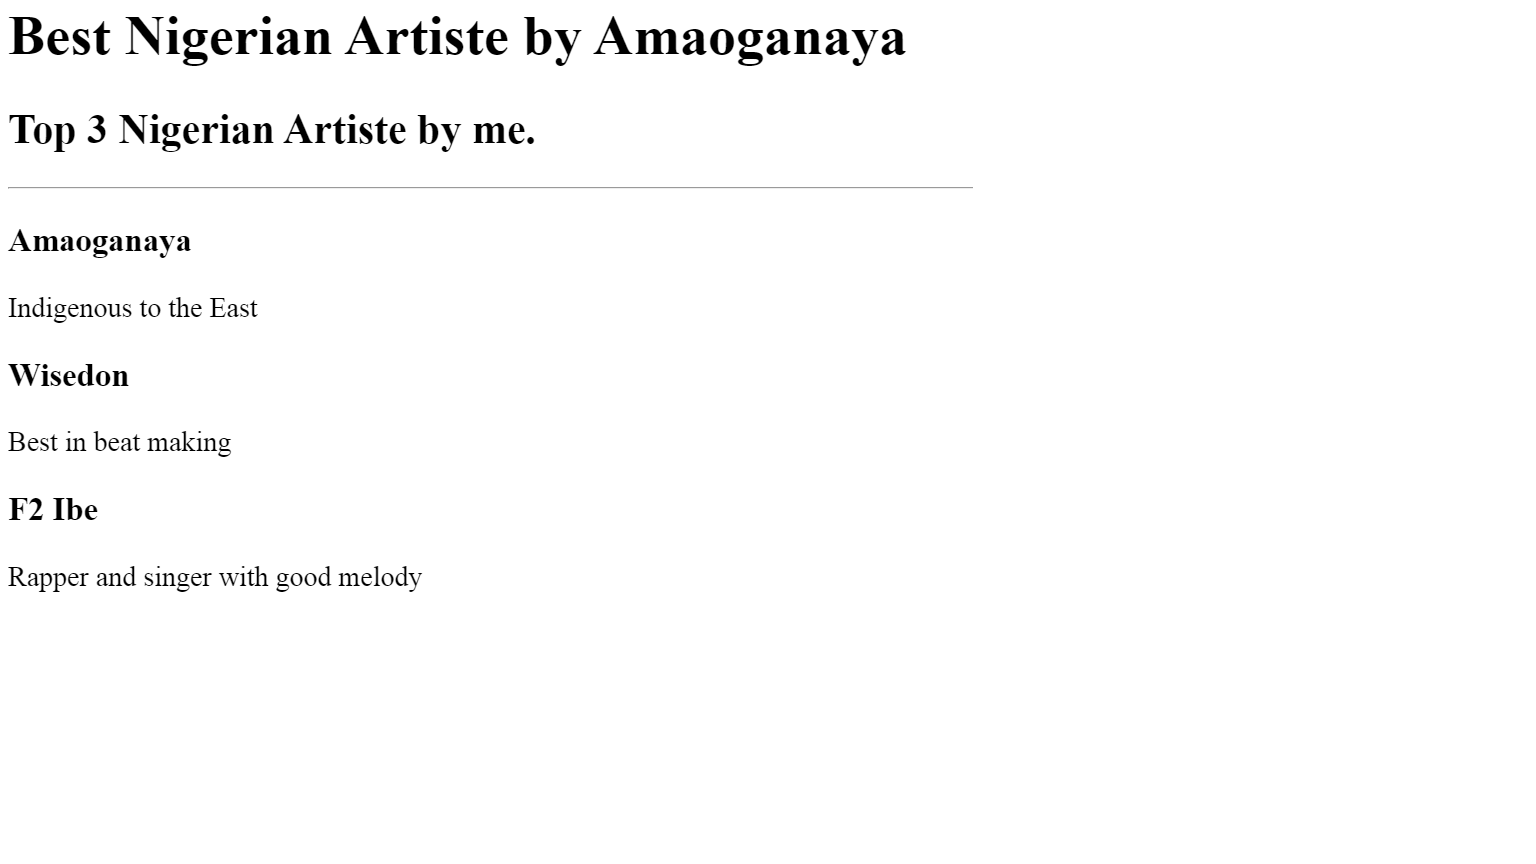 Best Nigerian Artiste by Amaoganaya
Top 3 Nigerian Artiste by me.
Amaoganaya
Indigenous to the East
Wisedon
Best in beat making
F2 Ibe
Rapper and singer with good melody